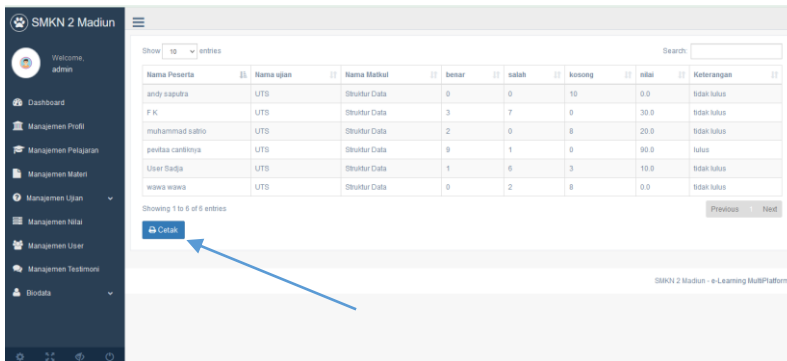 SMKN 2 Madiun
Welcome,
admin
Dashboard
Manajemen Profil
Manajemen Pelajaran
Manajemen Materi
Manajemen Ujian
Manajemen Nilai
Manajemen User
Manajemen Testimoni
Biodata
Show 10 entries
Search:
Nama Peserta Nama ujian Nama Matkul benar salah kosong nilai Keterangan
andy saputra UTS Struktur Data 0 0 10 0.0 tidak lulus
F K UTS Struktur Data 3 7 0 30.0 tidak lulus
muhammad satrio UTS Struktur Data 2 0 8 20.0 tidak lulus
pevitaa cantiknya UTS Struktur Data 9 1 0 90.0 lulus
User Sadja UTS Struktur Data 1 6 3 10.0 tidak lulus
wawa wawa UTS Struktur Data 0 2 8 0.0 tidak lulus
Showing 1 to 6 of 6 entries
Previous 1 Next
Cetak
SMKN 2 Madiun - e-Learning MultiPlatform